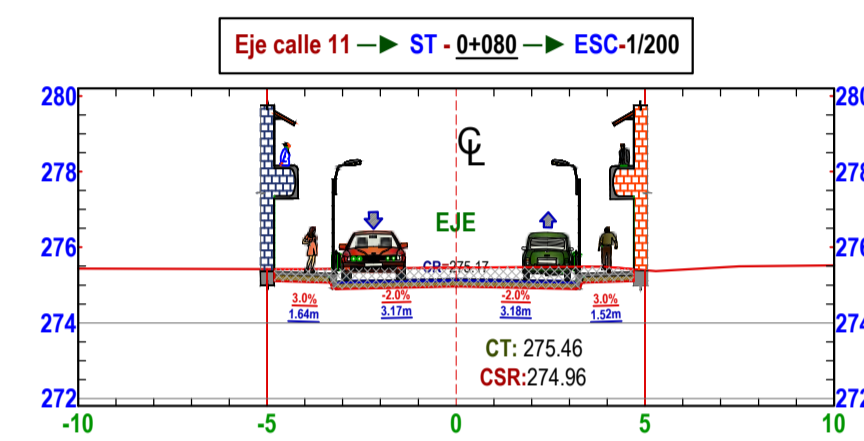 Eje calle 11 ST - 0+080 ESC-1/200
280 280
278 278
276 276
274 274
272 272
CL
EJE
CR=275.17
3.0% -2.0% -2.0% 3.0%
1.64m 3.17m 3.18m 1.52m
CT: 275.46
CSR:274.96
-10 -5 0 5 10